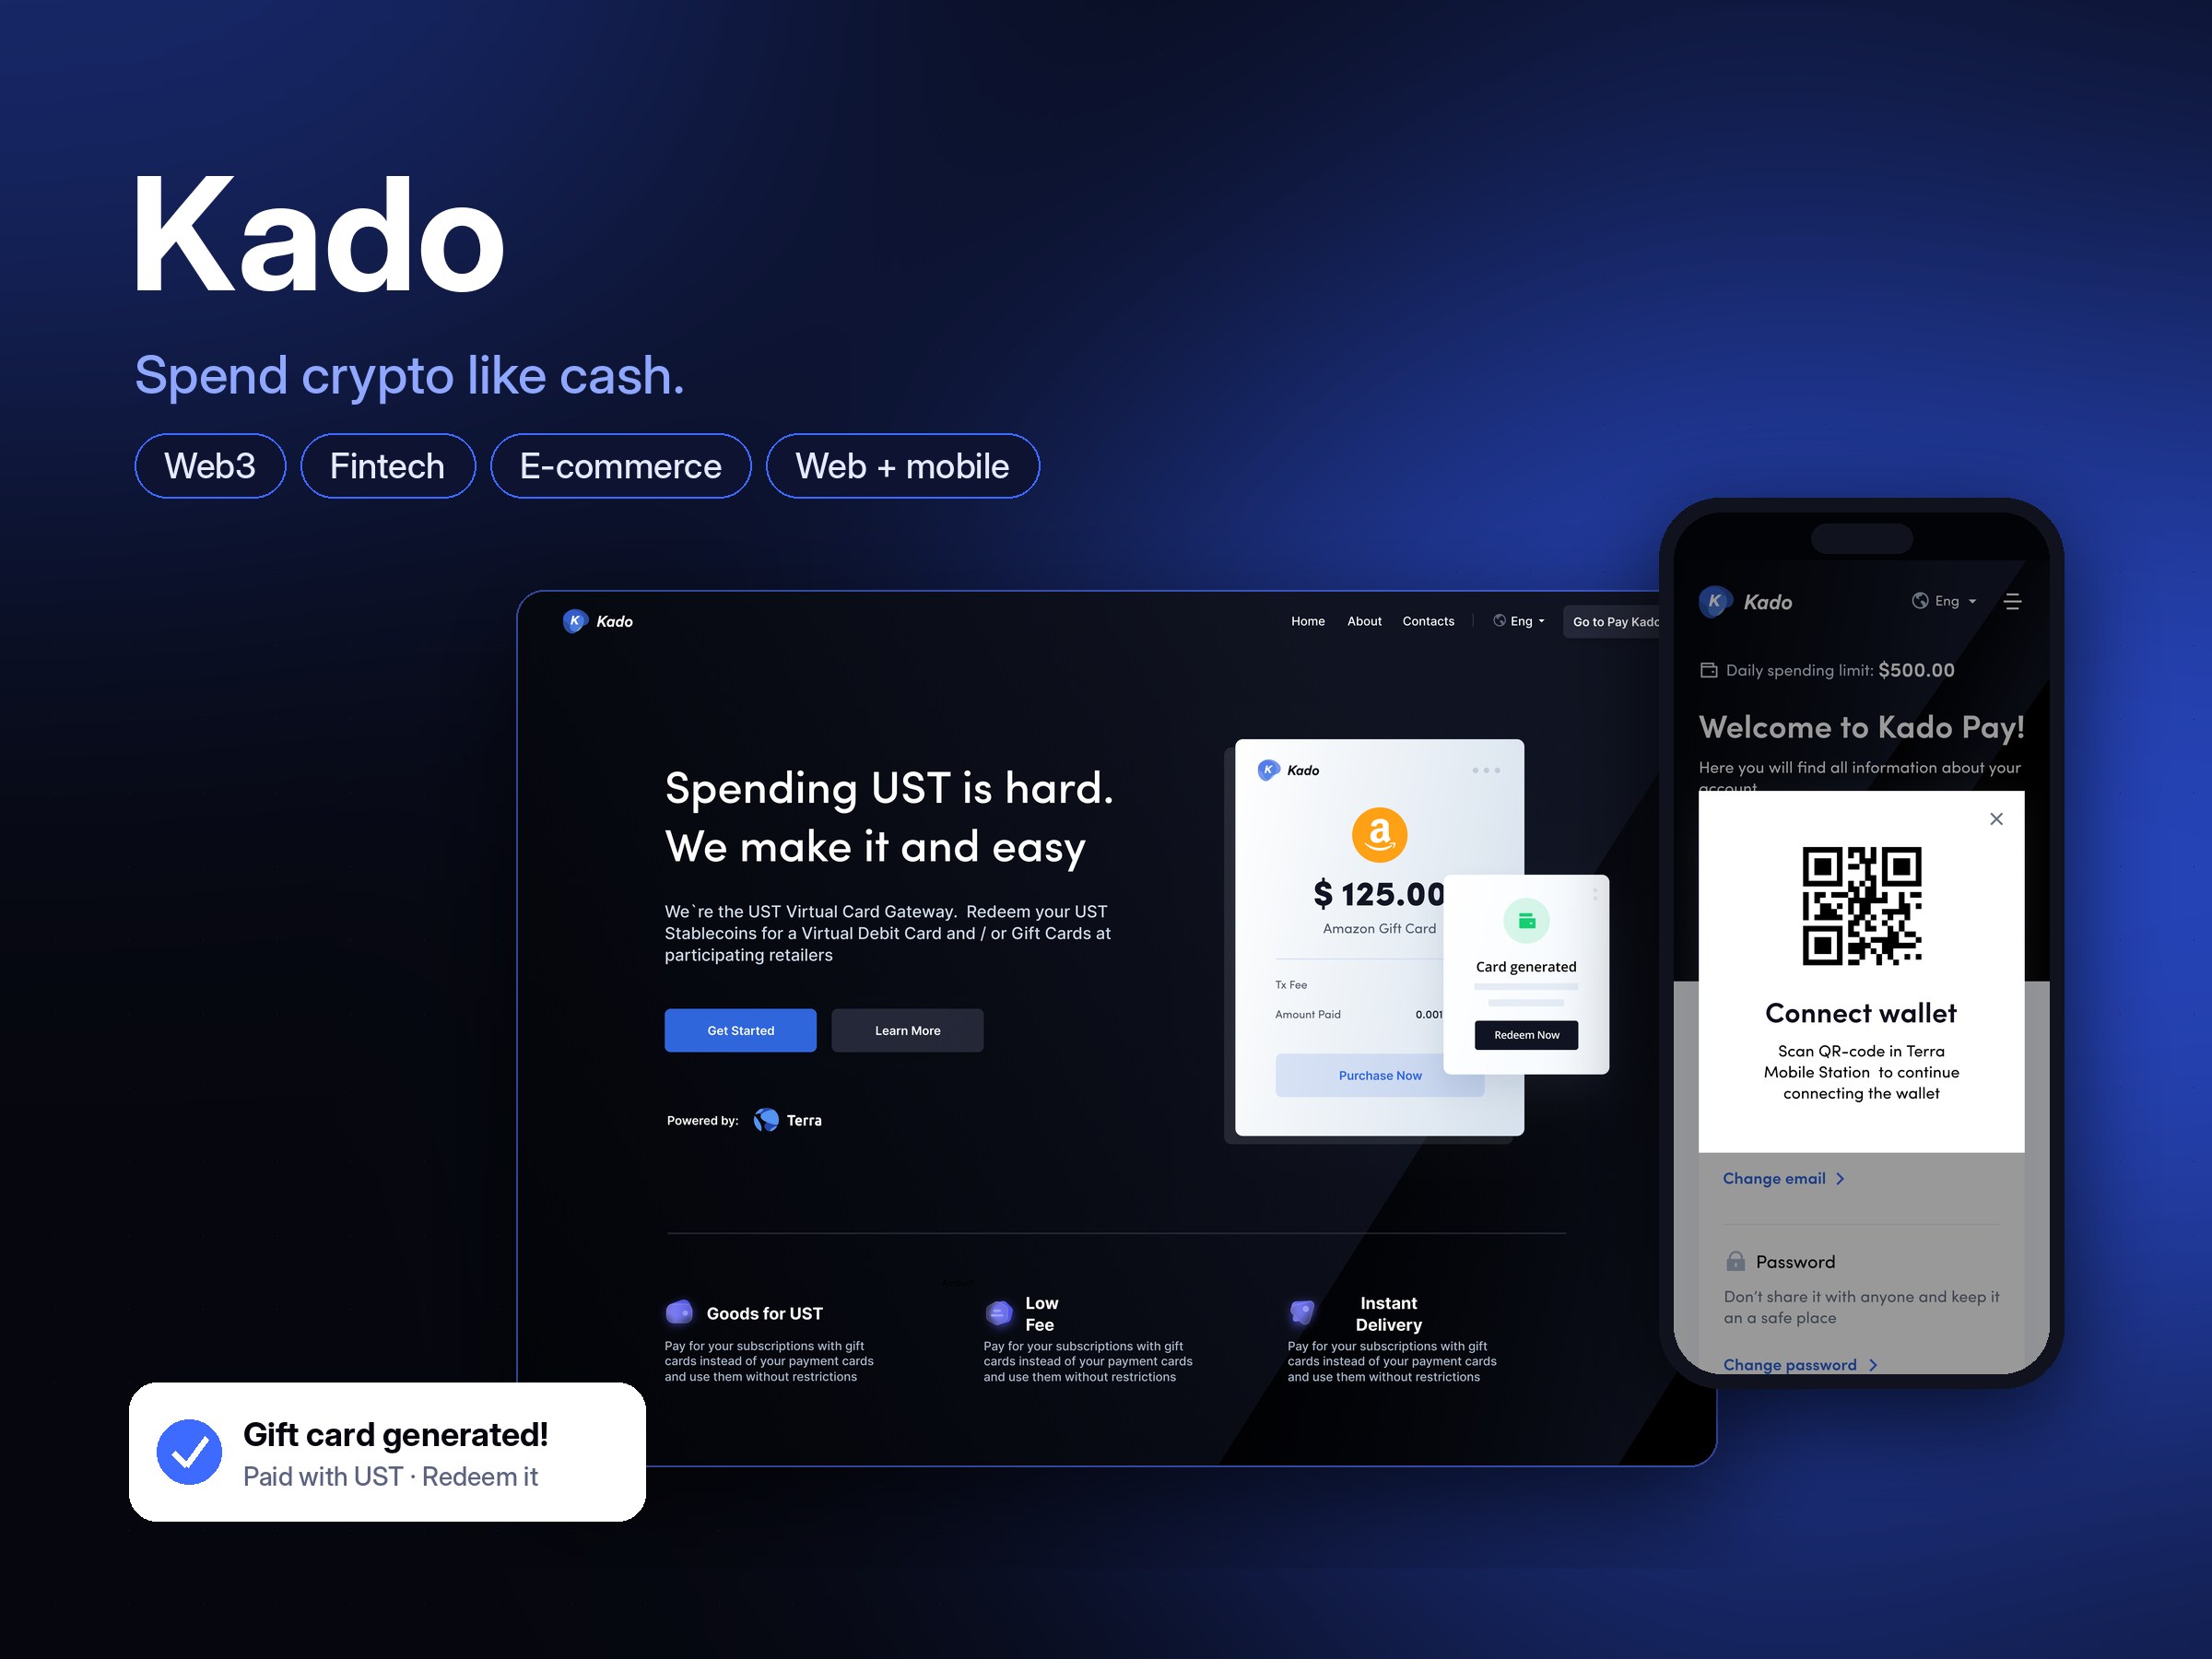 Kado
Spend crypto like cash.
Web3
Fintech
E-commerce
Web + mobile
K Kado
Home
About
Contacts
Eng
Go to Pay Kado
Spending UST is hard.
We make it and easy
We`re the UST Virtual Card Gateway. Redeem your UST
Stablecoins for a Virtual Debit Card and / or Gift Cards at
participating retailers
Get Started
Learn More
Powered by:
Terra
K Kado
a
$ 125.00
Amazon Gift Card
Tx Fee
Amount Paid
0.001
Purchase Now
Card generated
Redeem Now
Goods for UST
Pay for your subscriptions with gift
cards instead of your payment cards
and use them without restrictions
Low
Fee
Pay for your subscriptions with gift
cards instead of your payment cards
and use them without restrictions
Instant
Delivery
Pay for your subscriptions with gift
cards instead of your payment cards
and use them without restrictions
K Kado
Eng
Daily spending limit: $500.00
Welcome to Kado Pay!
Here you will find all information about your
account
Connect wallet
Scan QR-code in Terra
Mobile Station to continue
connecting the wallet
Change email
Password
Don't share it with anyone and keep it
an a safe place
Change password
Gift card generated!
Paid with UST · Redeem it